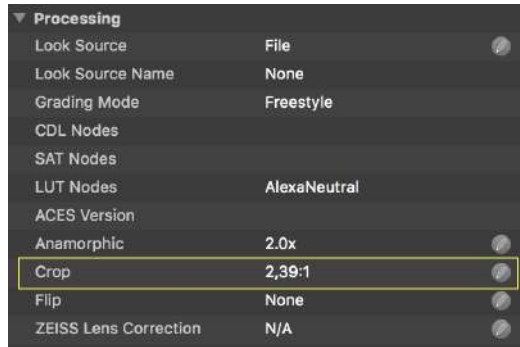 Processing
Look Source File
Look Source Name None
Grading Mode Freestyle
CDL Nodes
SAT Nodes
LUT Nodes AlexaNeutral
ACES Version
Anamorphic 2.0x
Crop 2,39:1
Flip None
ZEISS Lens Correction N/A